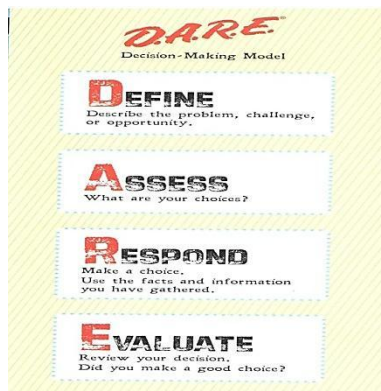 D.A.R.E.®
Decision-Making Model
DEFINE
Describe the problem, challenge,
or opportunity.
ASSESS
What are your choices?
RESPOND
Make a choice.
Use the facts and information
you have gathered.
EVALUATE
Review your decision.
Did you make a good choice?